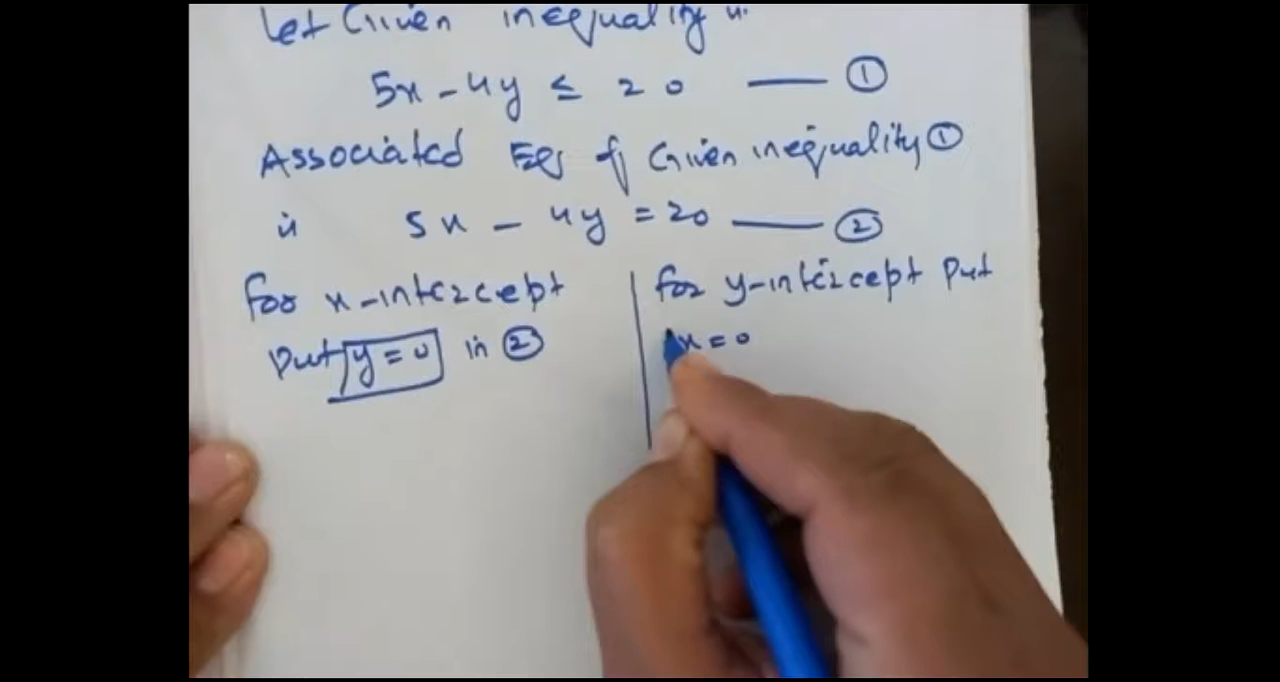 Let Given inequality is
5x - 4y ≤ 20 —— ①
Associated Eq of Given inequality ①
is 5x - 4y = 20 —— ②
for x-intercept
put y = 0 in ②
for y-intercept put
x = 0